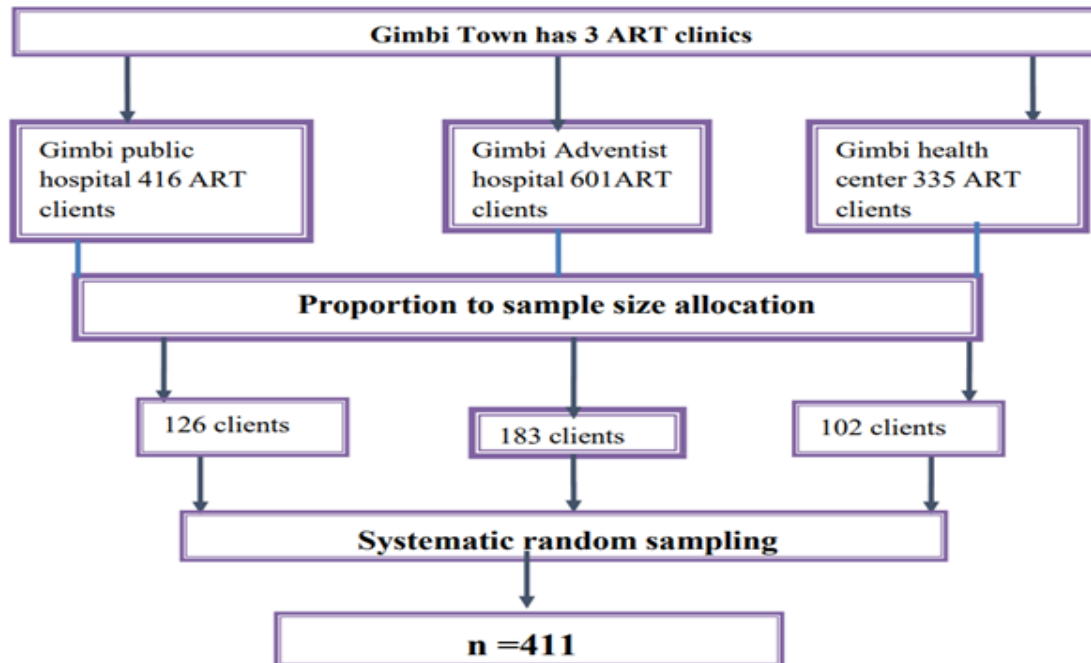 Gimbi Town has 3 ART clinics
Gimbi public
hospital 416 ART
clients
Gimbi Adventist
hospital 601ART
clients
Gimbi health
center 335 ART
clients
Proportion to sample size allocation
126 clients
183 clients
102 clients
Systematic random sampling
n =411